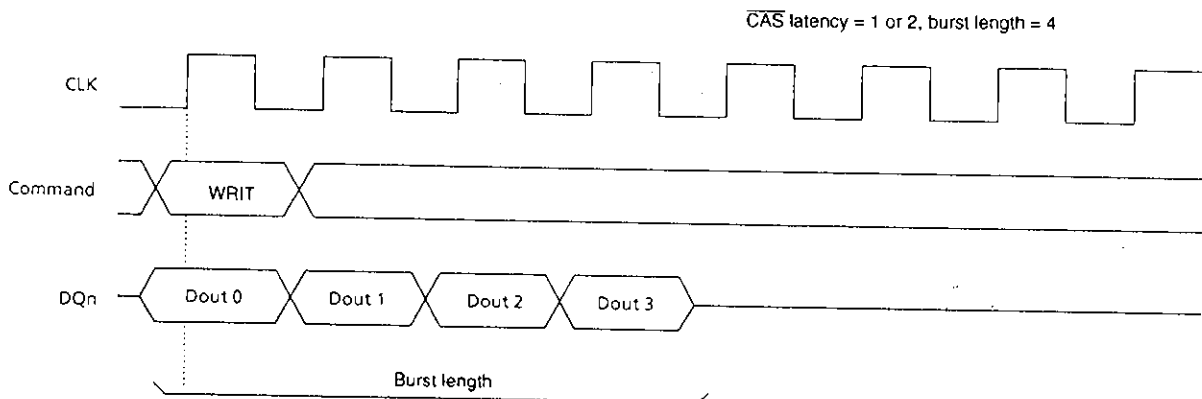 CAS latency = 1 or 2, burst length = 4
CLK
Command
WRIT
DQn
Dout 0 Dout 1 Dout 2 Dout 3
Burst length